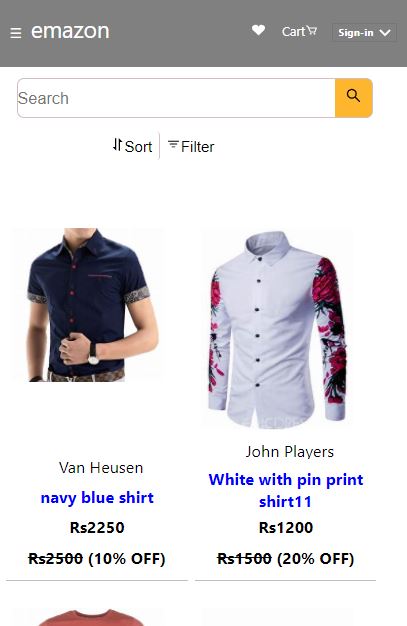 ☰ emazon Cart Sign-in
Search
Sort Filter
Van Heusen
navy blue shirt
Rs2250
Rs2500 (10% OFF)
John Players
White with pin print
shirt11
Rs1200
Rs1500 (20% OFF)